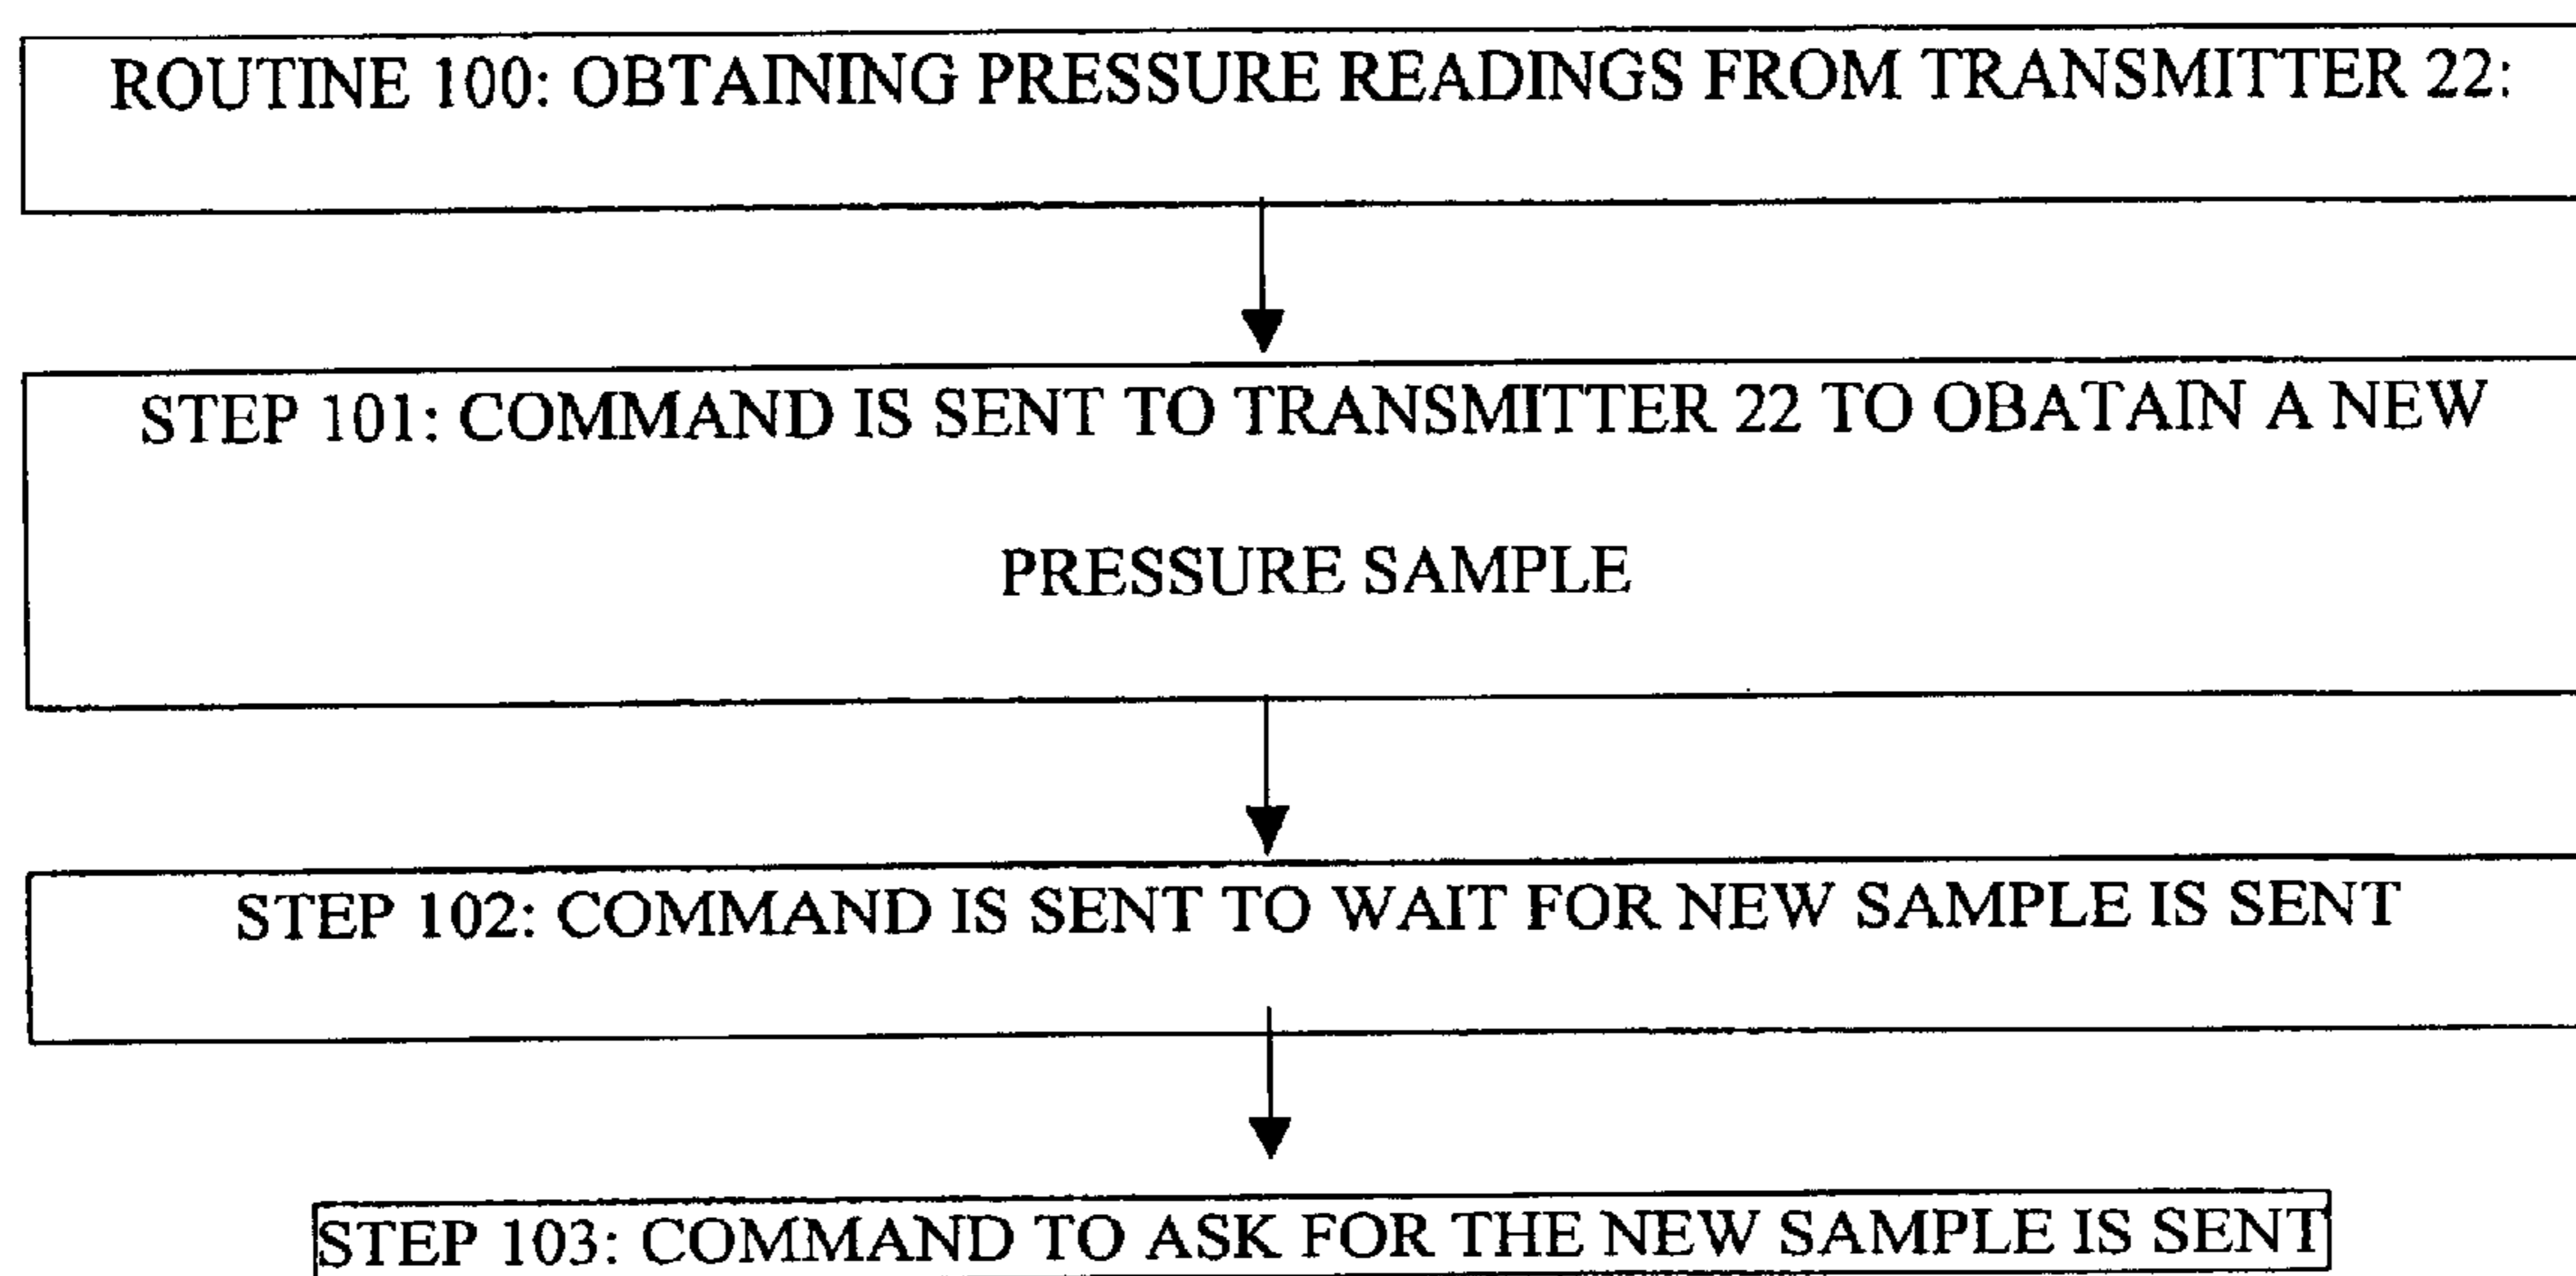 ROUTINE 100: OBTAINING PRESSURE READINGS FROM TRANSMITTER 22:
STEP 101: COMMAND IS SENT TO TRANSMITTER 22 TO OBATAIN A NEW
PRESSURE SAMPLE
STEP 102: COMMAND IS SENT TO WAIT FOR NEW SAMPLE IS SENT
STEP 103: COMMAND TO ASK FOR THE NEW SAMPLE IS SENT